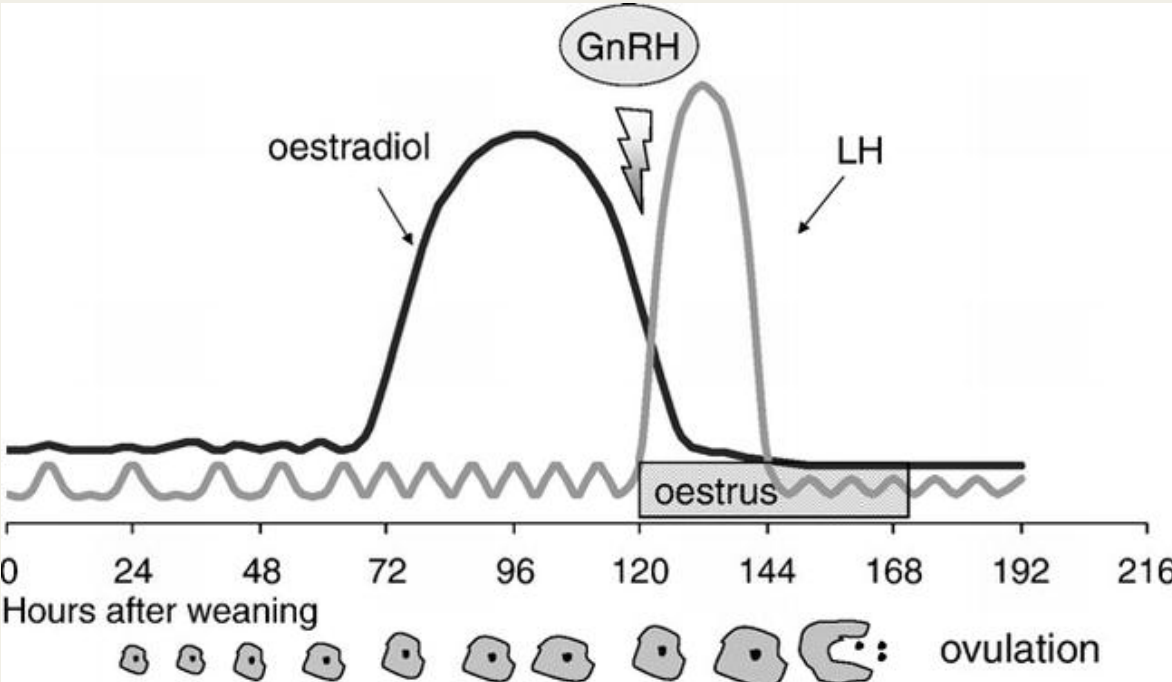 GnRH
oestradiol
LH
oestrus
0 24 48 72 96 120 144 168 192 216
Hours after weaning
ovulation